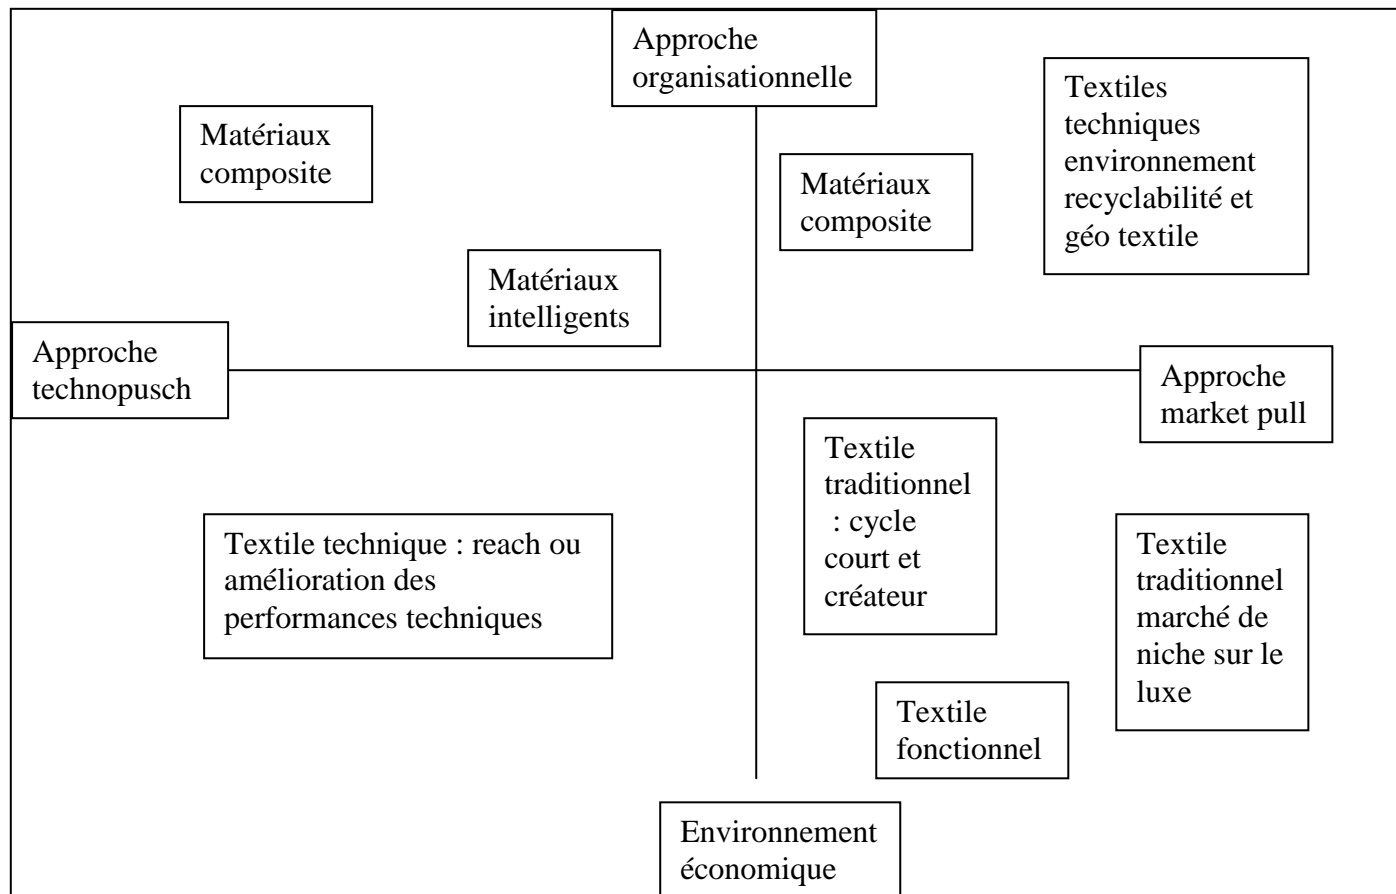 Approche
organisationnelle
Textiles
techniques
environnement
recyclabilité et
géo textile
Matériaux
composite
Matériaux
composite
Matériaux
intelligents
Approche
technopusch
Approche
market pull
Textile
traditionnel
: cycle
court et
créateur
Textile technique : reach ou
amélioration des
performances techniques
Textile
traditionnel
marché de
niche sur le
luxe
Textile
fonctionnel
Environnement
économique